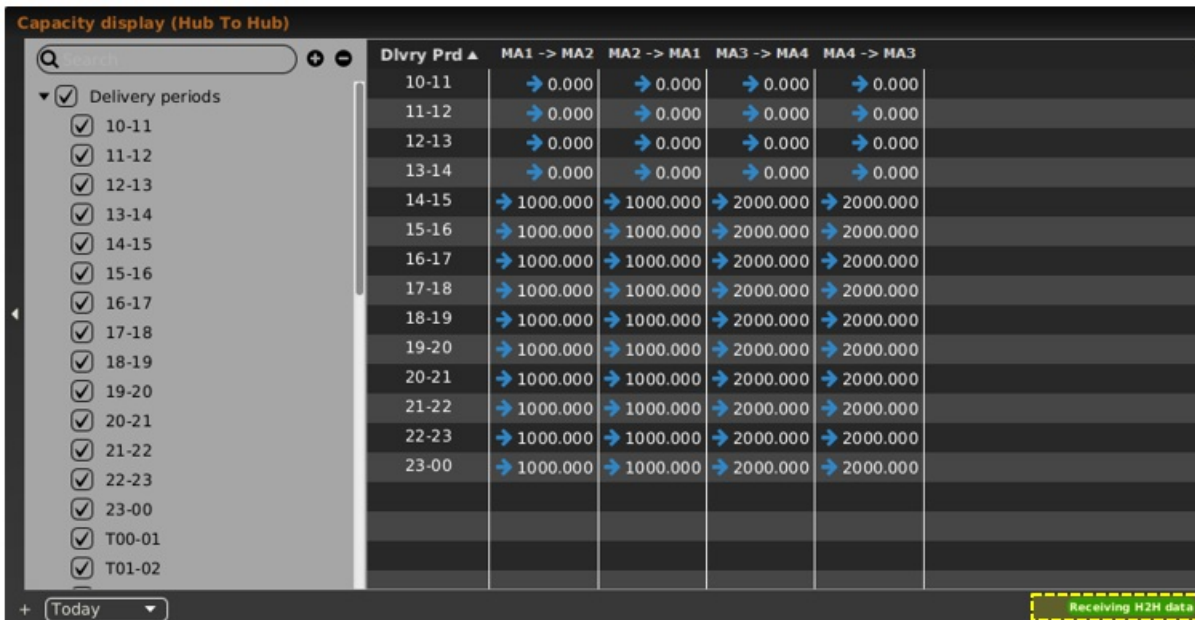 Capacity display (Hub To Hub)
Search
Delivery periods
10-11
11-12
12-13
13-14
14-15
15-16
16-17
17-18
18-19
19-20
20-21
21-22
22-23
23-00
T00-01
T01-02
Dlvry Prd MA1 -> MA2 MA2 -> MA1 MA3 -> MA4 MA4 -> MA3
10-11 0.000 0.000 0.000 0.000
11-12 0.000 0.000 0.000 0.000
12-13 0.000 0.000 0.000 0.000
13-14 0.000 0.000 0.000 0.000
14-15 1000.000 1000.000 2000.000 2000.000
15-16 1000.000 1000.000 2000.000 2000.000
16-17 1000.000 1000.000 2000.000 2000.000
17-18 1000.000 1000.000 2000.000 2000.000
18-19 1000.000 1000.000 2000.000 2000.000
19-20 1000.000 1000.000 2000.000 2000.000
20-21 1000.000 1000.000 2000.000 2000.000
21-22 1000.000 1000.000 2000.000 2000.000
22-23 1000.000 1000.000 2000.000 2000.000
23-00 1000.000 1000.000 2000.000 2000.000
+ Today
Receiving H2H data